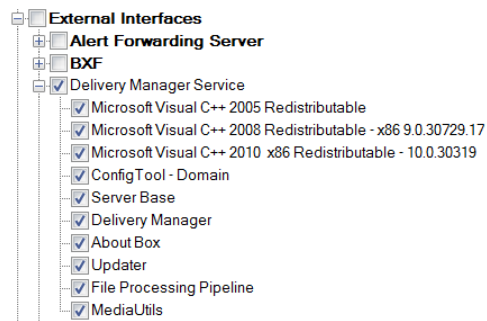 External Interfaces
Alert Forwarding Server
BXF
Delivery Manager Service
Microsoft Visual C++ 2005 Redistributable
Microsoft Visual C++ 2008 Redistributable - x86 9.0.30729.17
Microsoft Visual C++ 2010  x86 Redistributable - 10.0.30319
ConfigTool - Domain
Server Base
Delivery Manager
About Box
Updater
File Processing Pipeline
MediaUtils